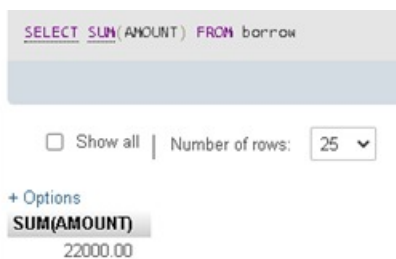 SELECT SUM(AMOUNT) FROM borrow
Show all | Number of rows: 25
+ Options
SUM(AMOUNT)
22000.00